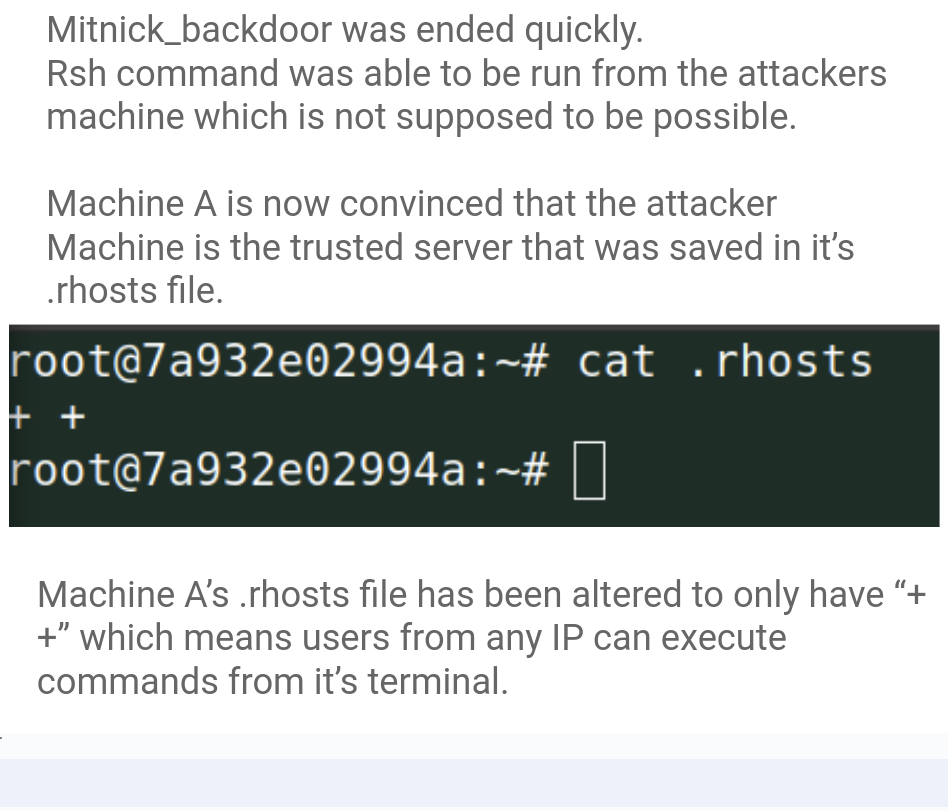 Mitnick_backdoor was ended quickly.
Rsh command was able to be run from the attackers
machine which is not supposed to be possible.
Machine A is now convinced that the attacker
Machine is the trusted server that was saved in it’s
.rhosts file.
root@7a932e02994a:~# cat .rhosts
+ +
root@7a932e02994a:~#
Machine A’s .rhosts file has been altered to only have “+
+” which means users from any IP can execute
commands from it’s terminal.